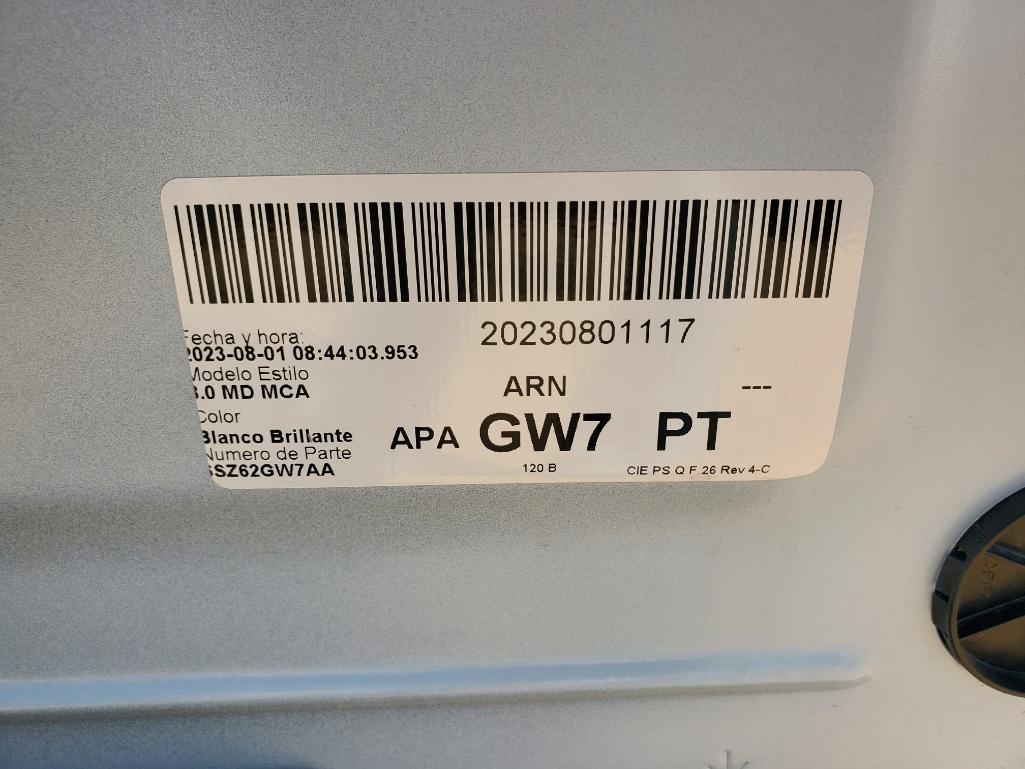 20230801117
Fecha y hora:
2023-08-01 08:44:03.953
Modelo Estilo
.0 MD MCA
ARN ---
Color
Blanco Brillante
APA GW7 PT
Numero de Parte
SZ62GW7AA
120 B
CIE PS Q F 26 Rev 4-C